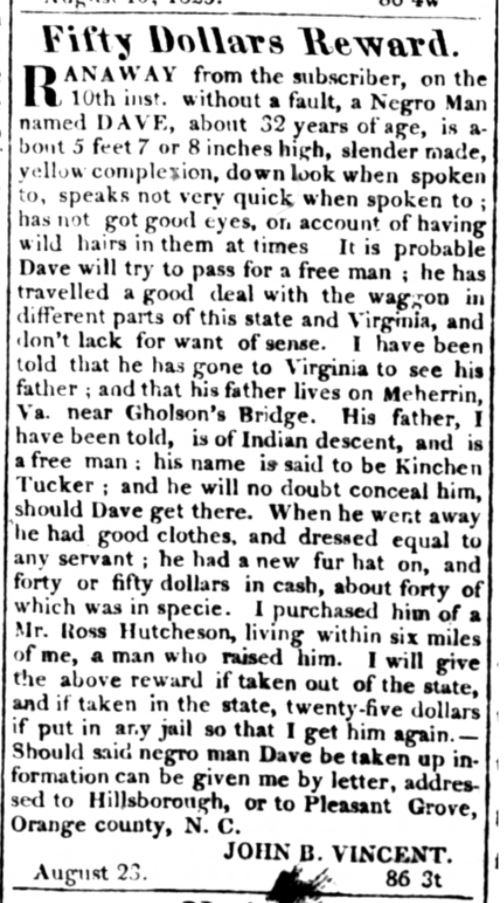 Fifty Dollars Reward.
RANAWAY from the subscriber, on the
10th inst. without a fault, a Negro Man
named DAVE, about 32 years of age, is a-
bout 5 feet 7 or 8 inches high, slender made,
yellow complexion, down look when spoken
to, speaks not very quick when spoken to ;
has not got good eyes, on account of having
wild hairs in them at times It is probable
Dave will try to pass for a free man ; he has
travelled a good deal with the waggon in
different parts of this state and Virginia, and
don't lack for want of sense. I have been
told that he has gone to Virginia to see his
father ; and that his father lives on Meherrin,
Va. near Gholson's Bridge. His father, I
have been told, is of Indian descent, and is
a free man : his name is said to be Kinchen
Tucker ; and he will no doubt conceal him,
should Dave get there. When he went away
he had good clothes, and dressed equal to
any servant ; he had a new fur hat on, and
forty or fifty dollars in cash, about forty of
which was in specie. I purchased him of a
Mr. Ross Hutcheson, living within six miles
of me, a man who raised him. I will give
the above reward if taken out of the state,
and if taken in the state, twenty-five dollars
if put in any jail so that I get him again.—
Should said negro man Dave be taken up in-
formation can be given me by letter, addres-
sed to Hillsborough, or to Pleasant Grove,
Orange county, N. C.
JOHN B. VINCENT.
August 23. 86 3t